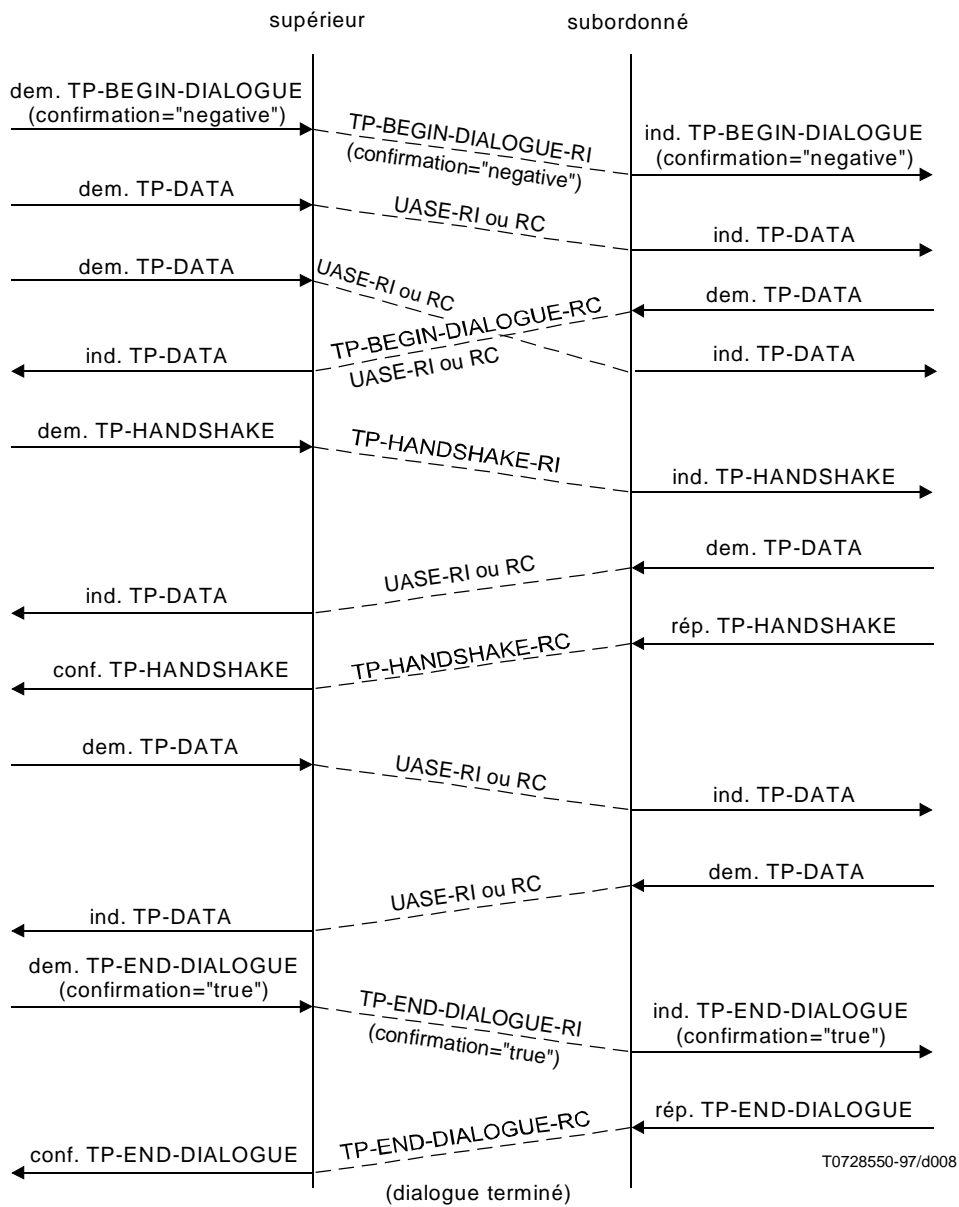 supérieur
subordonné
dem. TP-BEGIN-DIALOGUE
(confirmation="negative")
TP-BEGIN-DIALOGUE-RI
(confirmation="negative")
ind. TP-BEGIN-DIALOGUE
(confirmation="negative")
dem. TP-DATA
UASE-RI ou RC
ind. TP-DATA
dem. TP-DATA
UASE-RI ou RC
dem. TP-DATA
TP-BEGIN-DIALOGUE-RC
UASE-RI ou RC
ind. TP-DATA
ind. TP-DATA
dem. TP-HANDSHAKE
TP-HANDSHAKE-RI
ind. TP-HANDSHAKE
dem. TP-DATA
UASE-RI ou RC
ind. TP-DATA
rép. TP-HANDSHAKE
TP-HANDSHAKE-RC
conf. TP-HANDSHAKE
dem. TP-DATA
UASE-RI ou RC
ind. TP-DATA
dem. TP-DATA
UASE-RI ou RC
ind. TP-DATA
dem. TP-END-DIALOGUE
(confirmation="true")
TP-END-DIALOGUE-RI
(confirmation="true")
ind. TP-END-DIALOGUE
(confirmation="true")
rép. TP-END-DIALOGUE
TP-END-DIALOGUE-RC
conf. TP-END-DIALOGUE
T0728550-97/d008
(dialogue terminé)